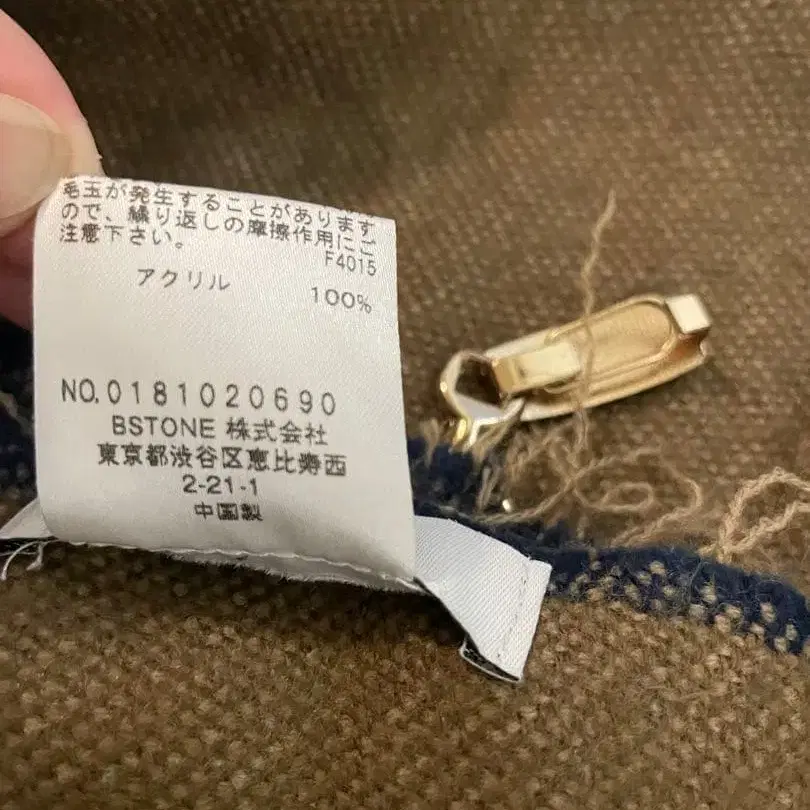 毛玉が発生することがあります
ので、繰り返しの摩擦作用にご
注意下さい。
F4015
アクリル 100%
NO.0181020690
BSTONE 株式会社
東京都渋谷区恵比寿西
2-21-1
中国製